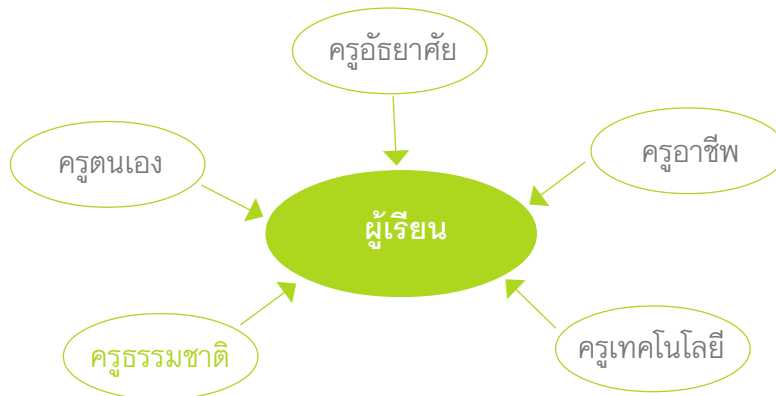 ครูอัธยาศัย
ครูตนเอง
ครูอาชีพ
ผู้เรียน
ครูธรรมชาติ
ครูเทคโนโลยี